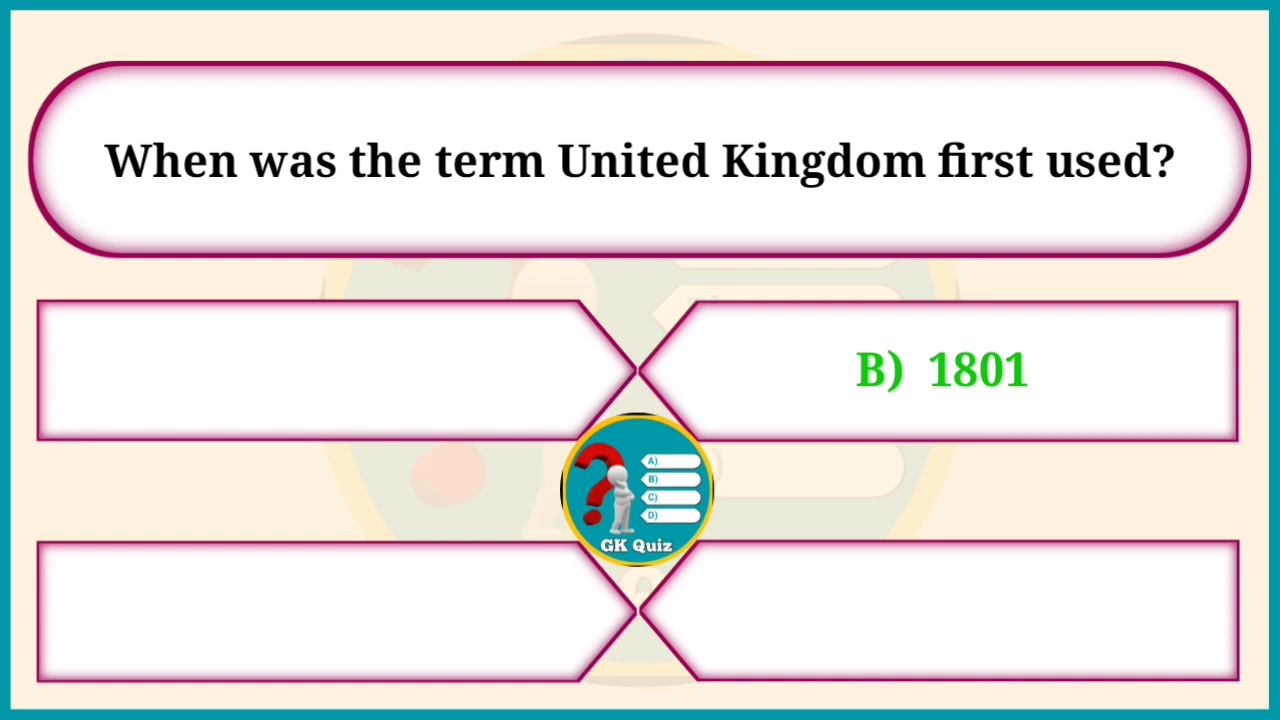 When was the term United Kingdom first used?
B) 1801
A)
B)
C)
D)
GK Quiz